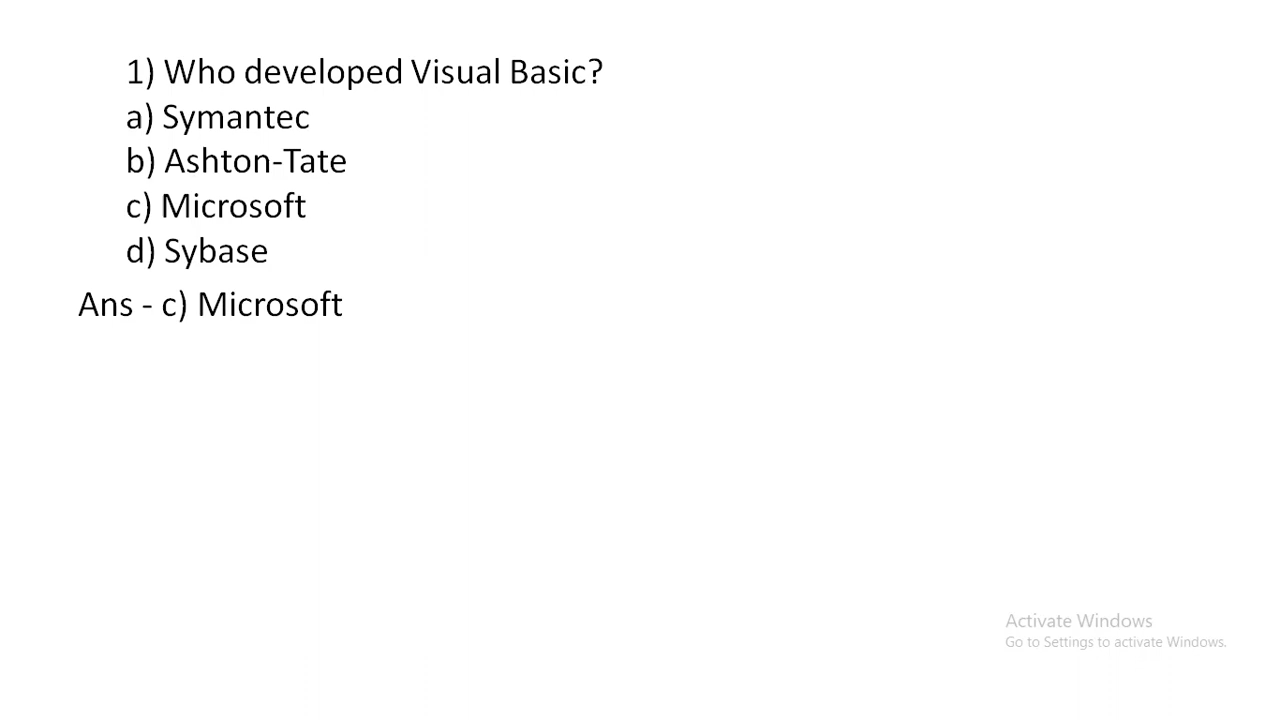 1) Who developed Visual Basic?
a) Symantec
b) Ashton-Tate
c) Microsoft
d) Sybase
Ans - c) Microsoft
Activate Windows
Go to Settings to activate Windows.